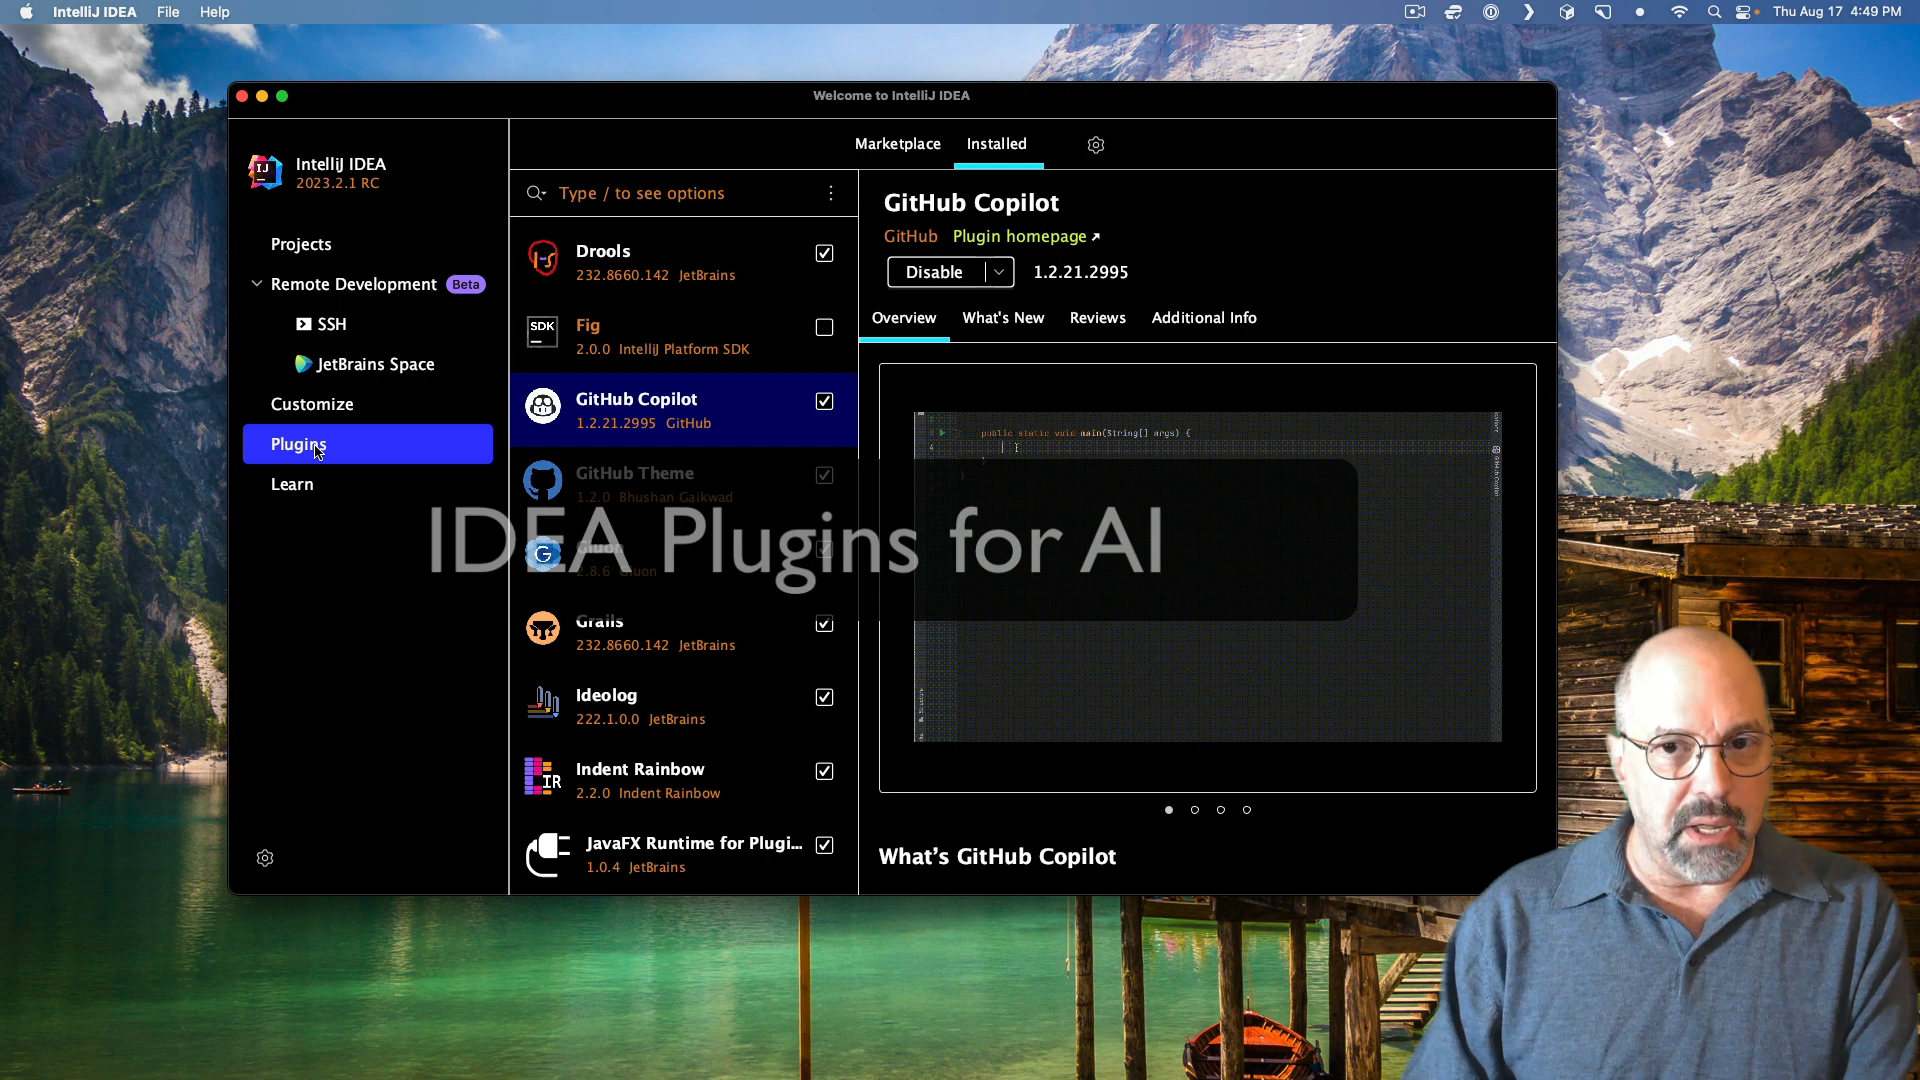 IntelliJ IDEA File Help
Thu Aug 17 4:49 PM
Welcome to IntelliJ IDEA
IntelliJ IDEA
2023.2.1 RC
Projects
Remote Development Beta
SSH
JetBrains Space
Customize
Plugins
Learn
Marketplace Installed
Type / to see options
Drools
232.8660.142 JetBrains
Fig
2.0.0 IntelliJ Platform SDK
GitHub Copilot
1.2.21.2995 GitHub
GitHub Theme
1.2.0 Bhushan Gaikwad
Gluon
2.8.6 Gluon
Grails
232.8660.142 JetBrains
Ideolog
222.1.0.0 JetBrains
Indent Rainbow
2.2.0 Indent Rainbow
JavaFX Runtime for Plugi...
1.0.4 JetBrains
GitHub Copilot
GitHub Plugin homepage
Disable 1.2.21.2995
Overview What's New Reviews Additional Info
public static void main(String[] args) {
IDEA Plugins for AI
What's GitHub Copilot